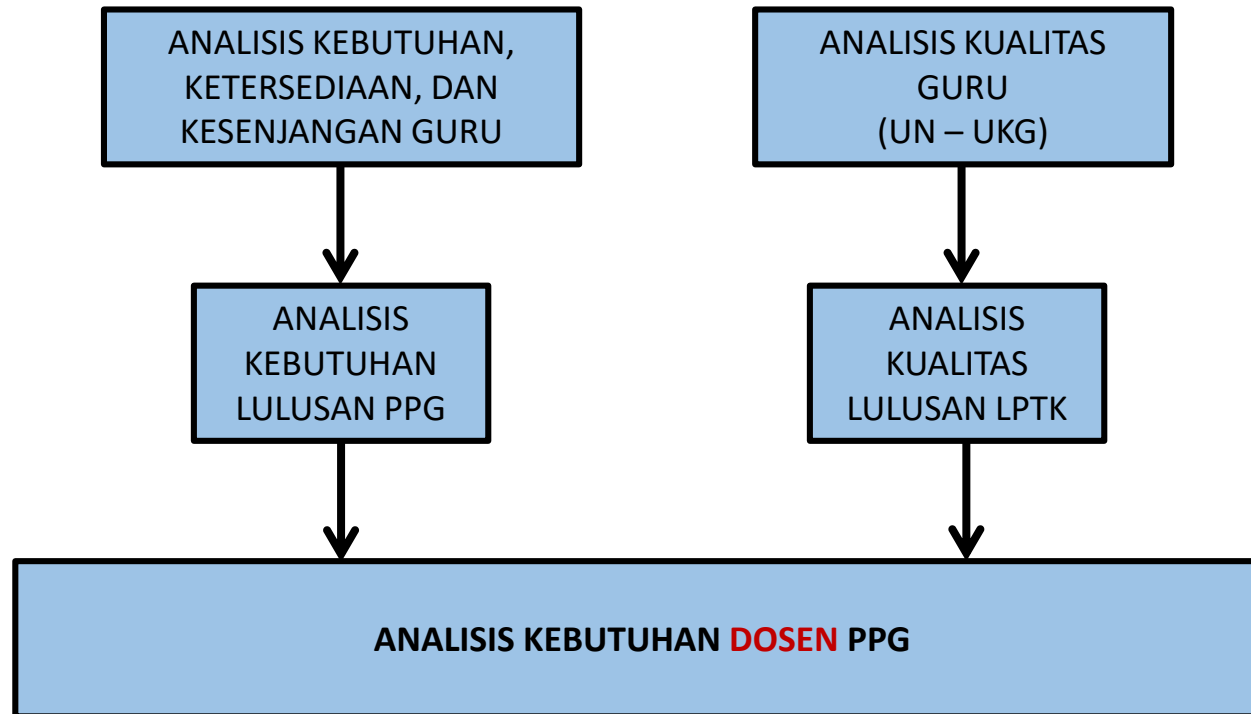 ANALISIS KEBUTUHAN,
KETERSEDIAAN, DAN
KESENJANGAN GURU
ANALISIS KUALITAS
GURU
(UN – UKG)
ANALISIS
KEBUTUHAN
LULUSAN PPG
ANALISIS
KUALITAS
LULUSAN LPTK
ANALISIS KEBUTUHAN DOSEN PPG